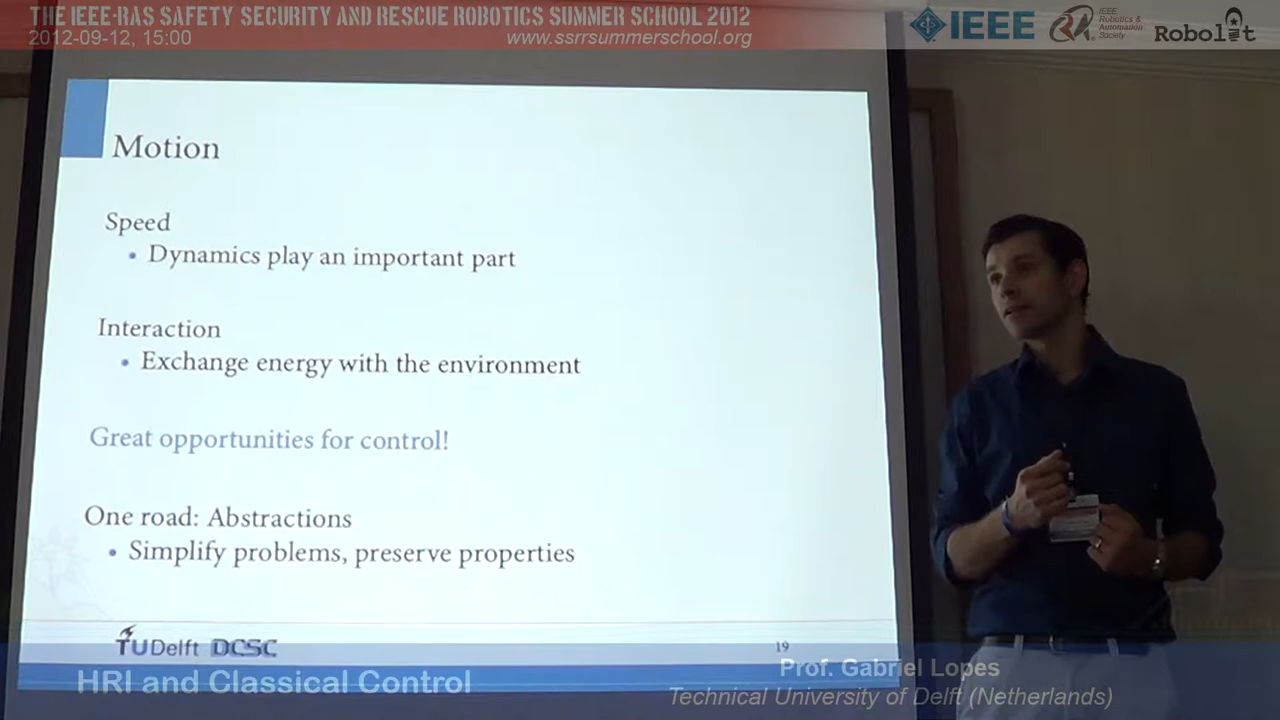 THE IEEE-RAS SAFETY SECURITY AND RESCUE ROBOTICS SUMMER SCHOOL 2012
2012-09-12, 15:00
www.ssrrsummerschool.org
IEEE
IEEE
Robotics &
Automation
Society
Robolift
Motion
Speed
• Dynamics play an important part
Interaction
• Exchange energy with the environment
Great opportunities for control!
One road: Abstractions
• Simplify problems, preserve properties
TU Delft DCSC
19
HRI and Classical Control
Prof. Gabriel Lopes
Technical University of Delft (Netherlands)